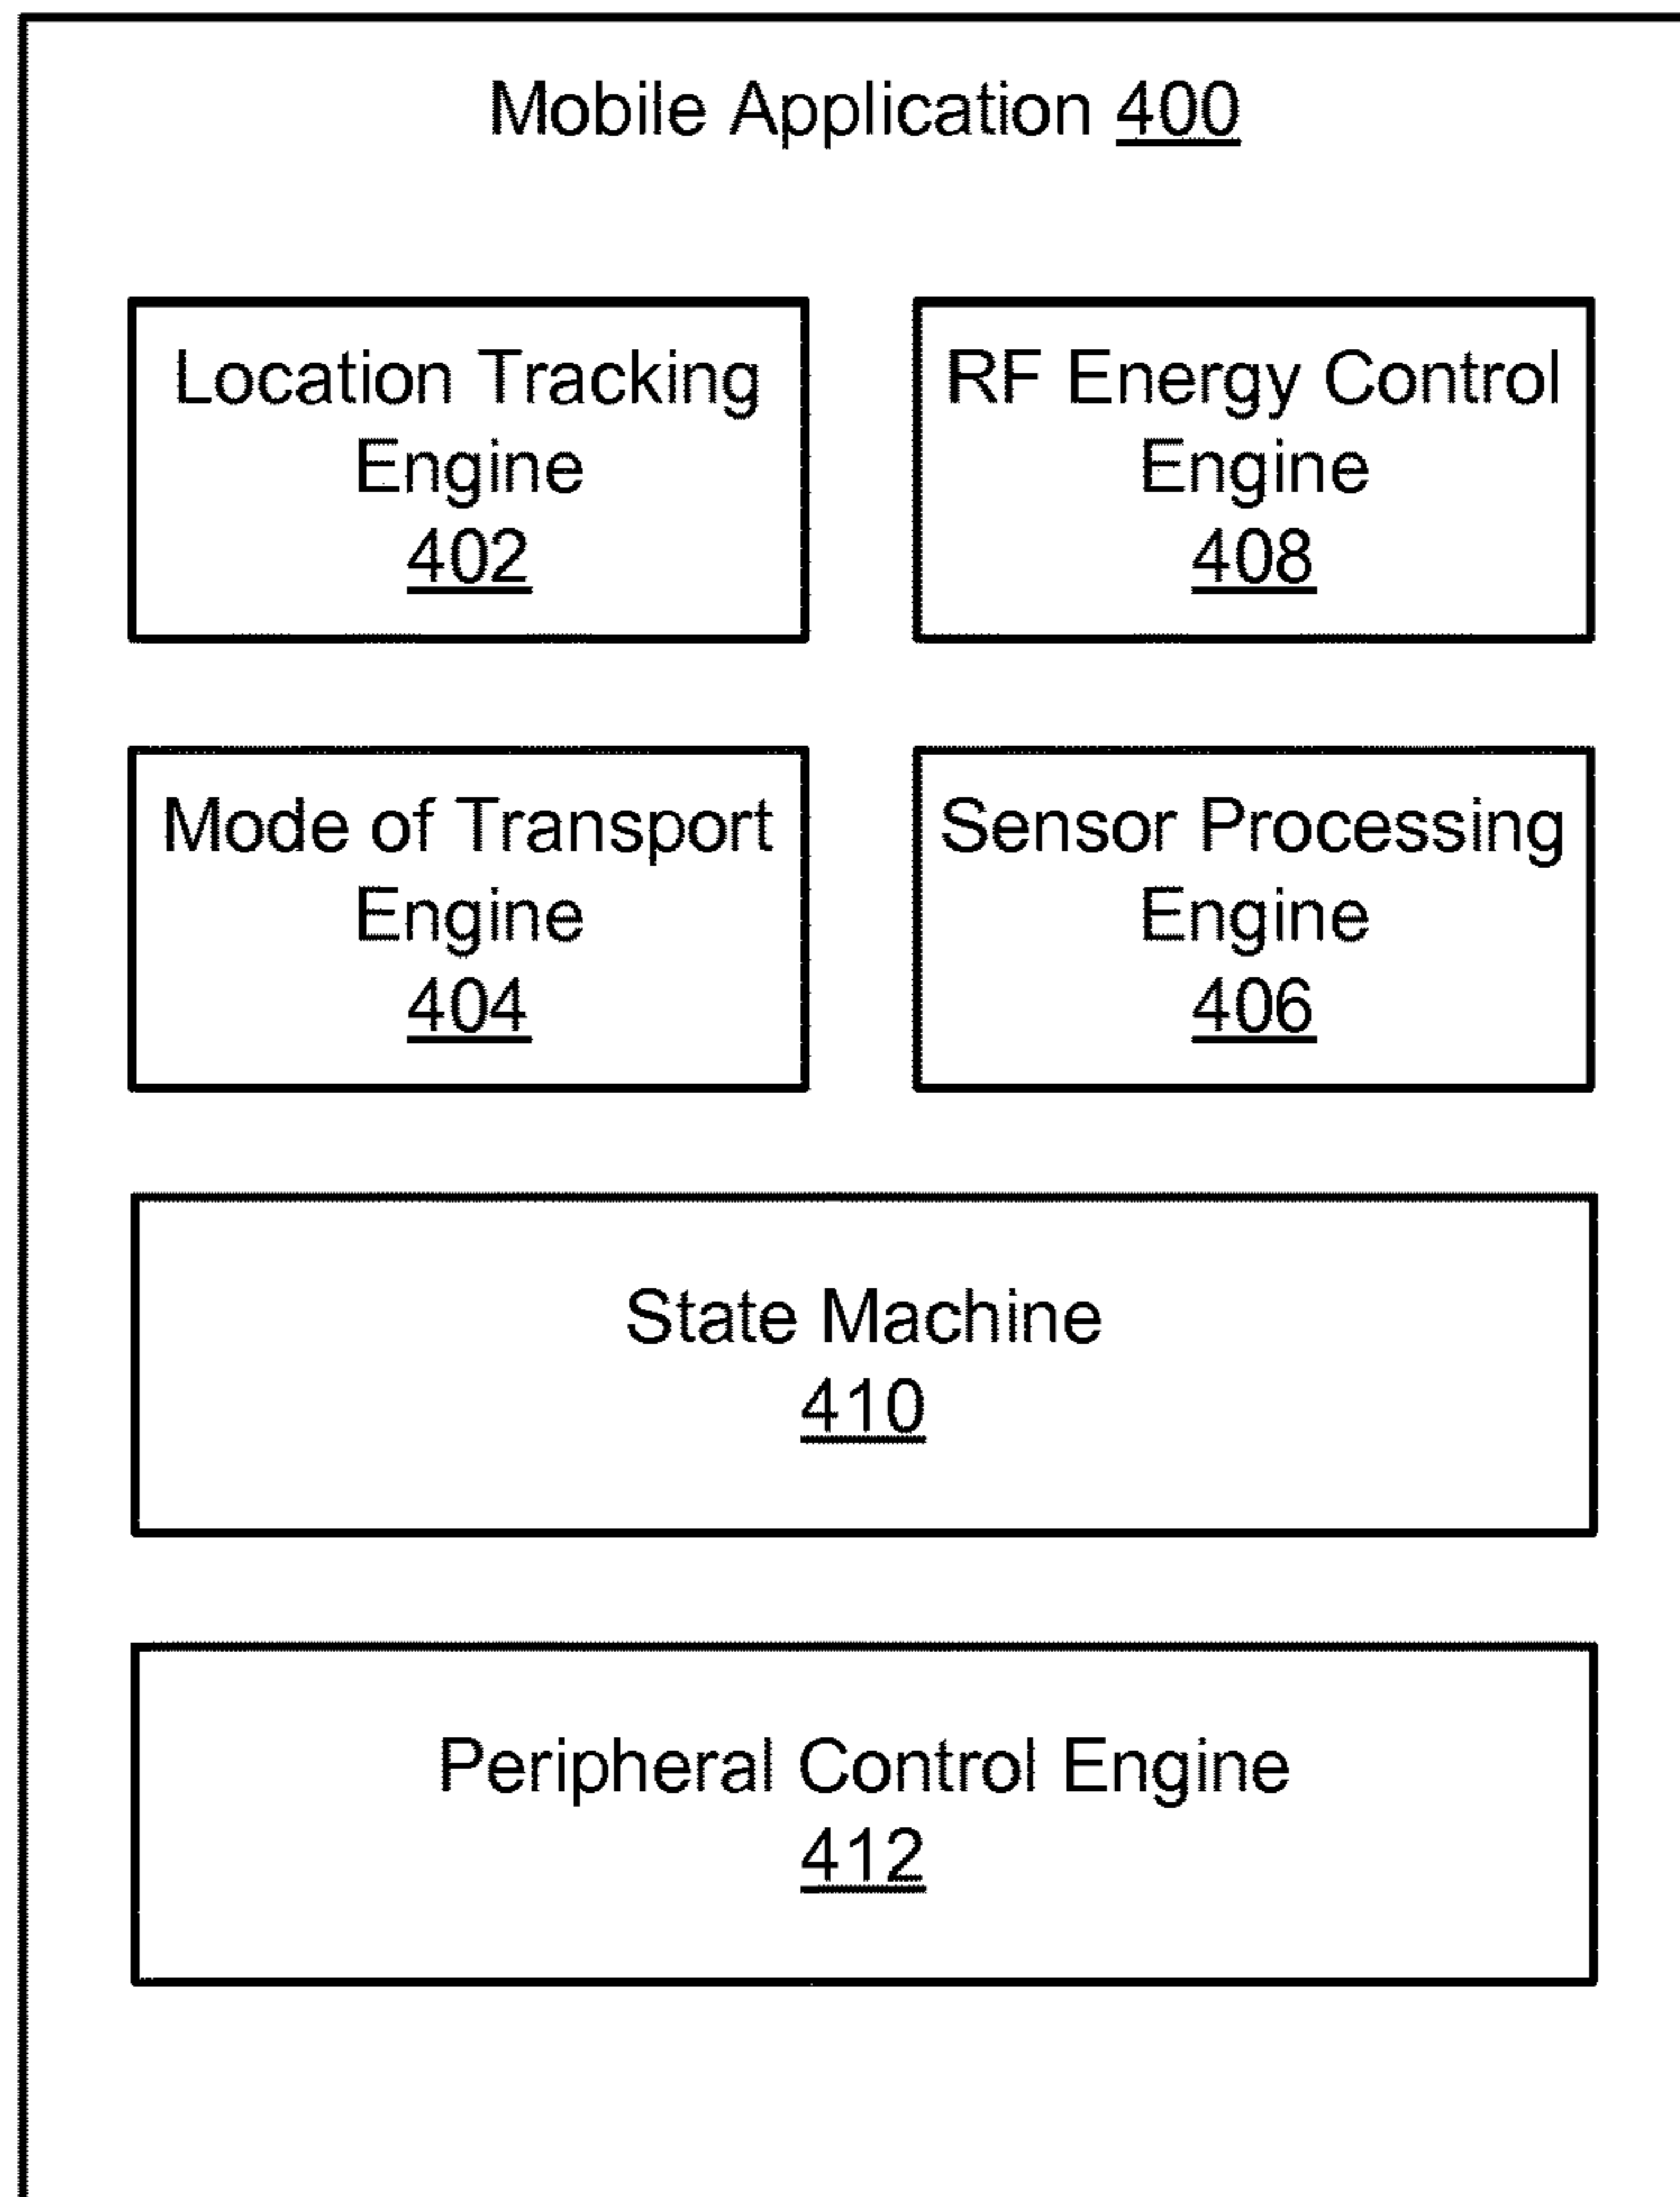 Mobile Application 400
Location Tracking
Engine
402
RF Energy Control
Engine
408
Mode of Transport
Engine
404
Sensor Processing
Engine
406
State Machine
410
Peripheral Control Engine
412